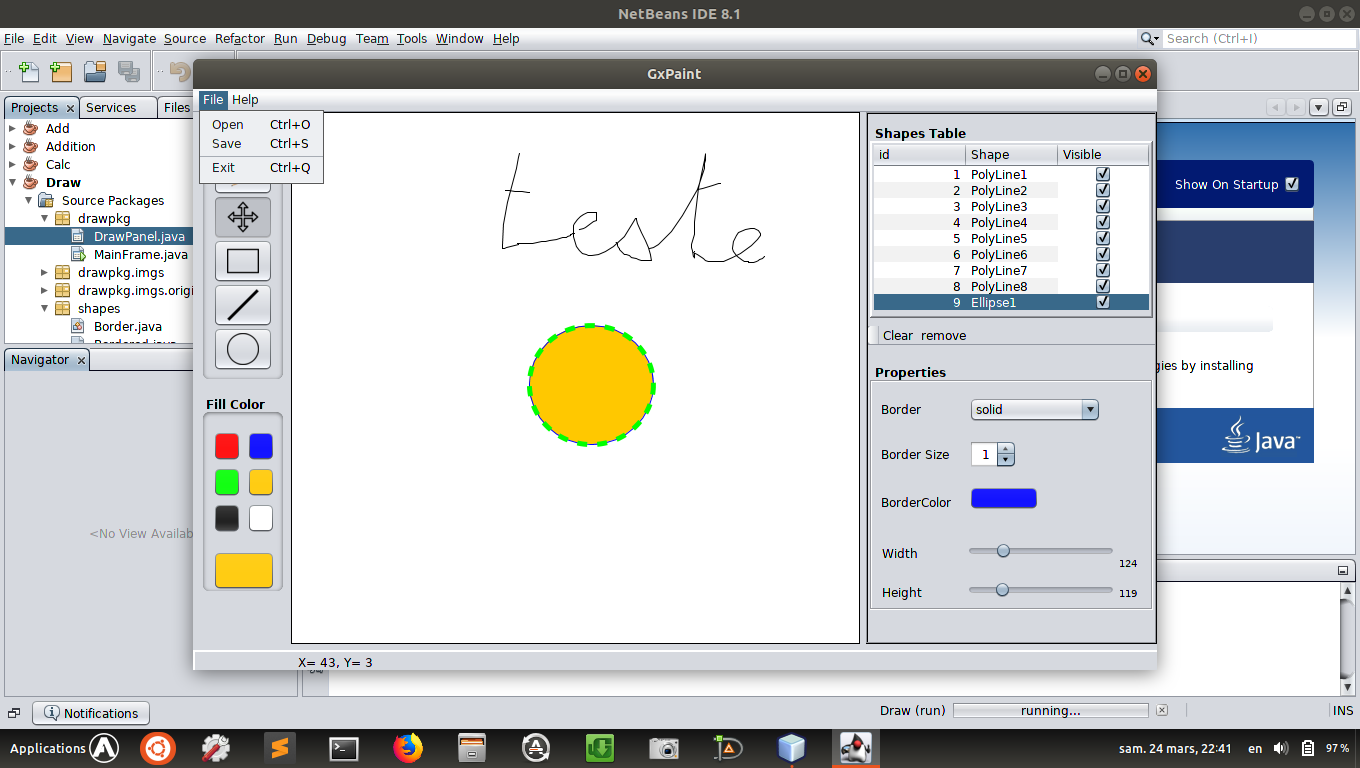 NetBeans IDE 8.1
File Edit View Navigate Source Refactor Run Debug Team Tools Window Help
Search (Ctrl+I)
Projects Services Files
Add
Addition
Calc
Draw
Source Packages
drawpkg
DrawPanel.java
MainFrame.java
drawpkg.imgs
drawpkg.imgs.origi
shapes
Border.java
Bordered.java
Navigator
<No View Availab
GxPaint
File Help
Open Ctrl+O
Save Ctrl+S
Exit Ctrl+Q
Fill Color
teste
X= 43, Y= 3
Shapes Table
id Shape Visible
1 PolyLine1
2 PolyLine2
3 PolyLine3
4 PolyLine4
5 PolyLine5
6 PolyLine6
7 PolyLine7
8 PolyLine8
9 Ellipse1
Clear remove
Properties
Border solid
Border Size 1
BorderColor
Width 124
Height 119
Show On Startup
gies by installing
Java™
Notifications
Draw (run) running...
INS
Applications
sam. 24 mars, 22:41 en 97 %